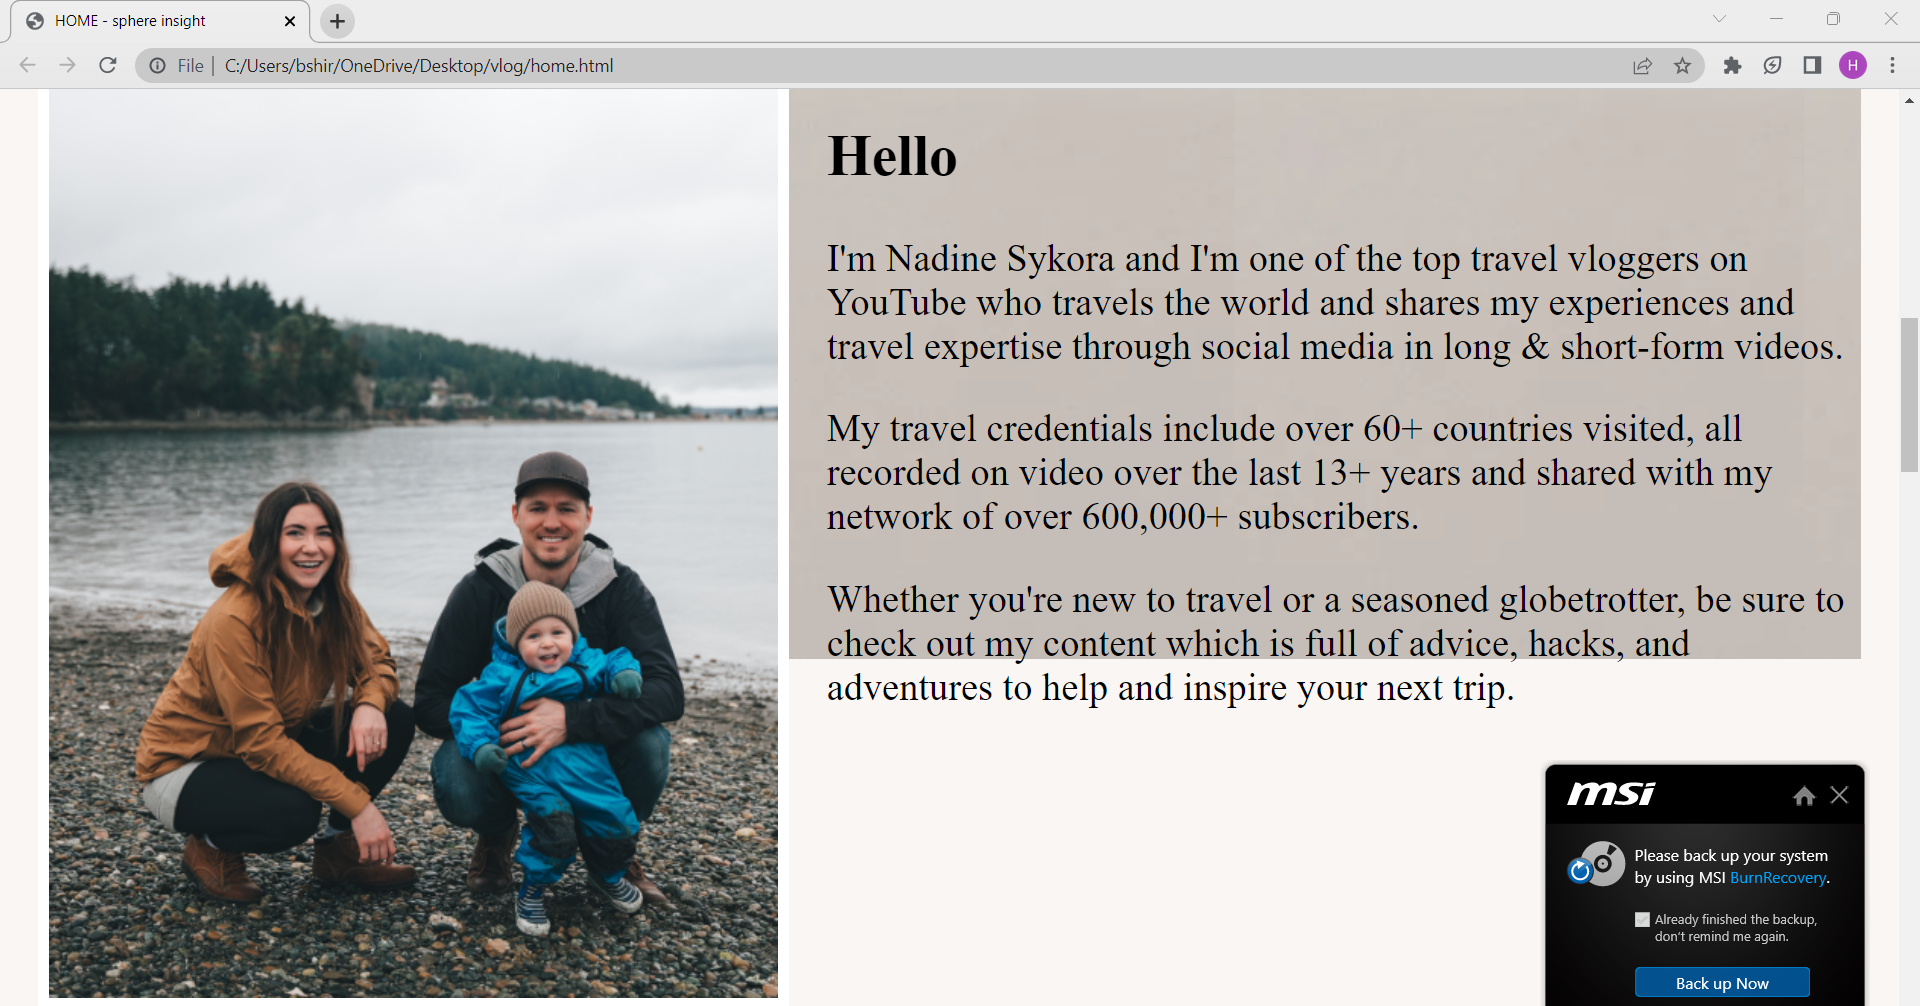 HOME - sphere insight
File
C:/Users/bshir/OneDrive/Desktop/vlog/home.html
H
Hello
I'm Nadine Sykora and I'm one of the top travel vloggers on
YouTube who travels the world and shares my experiences and
travel expertise through social media in long & short-form videos.
My travel credentials include over 60+ countries visited, all
recorded on video over the last 13+ years and shared with my
network of over 600,000+ subscribers.
Whether you're new to travel or a seasoned globetrotter, be sure to
check out my content which is full of advice, hacks, and
adventures to help and inspire your next trip.
msi
Please back up your system
by using MSI BurnRecovery.
Already finished the backup,
don't remind me again.
Back up Now